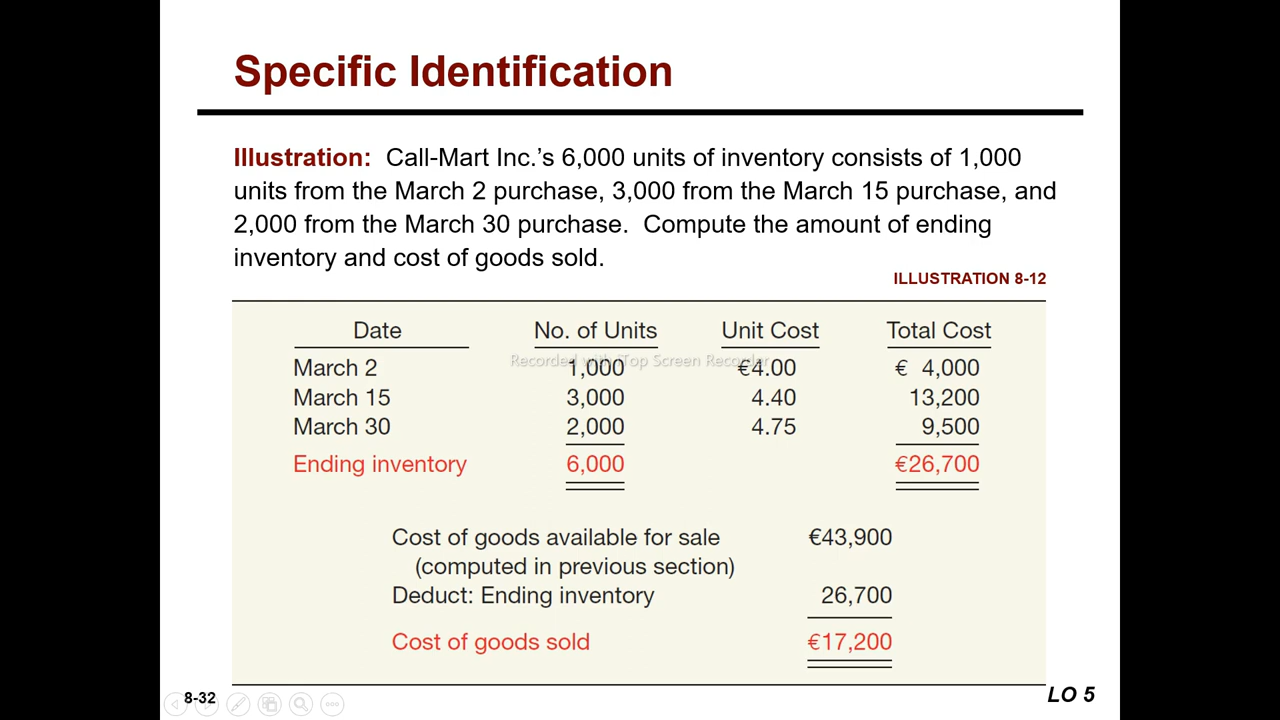 Specific Identification
Illustration: Call-Mart Inc.’s 6,000 units of inventory consists of 1,000
units from the March 2 purchase, 3,000 from the March 15 purchase, and
2,000 from the March 30 purchase. Compute the amount of ending
inventory and cost of goods sold.
ILLUSTRATION 8-12
Date No. of Units Unit Cost Total Cost
Recorded with iTop Screen Recorder
March 2 1,000 €4.00 € 4,000
March 15 3,000 4.40 13,200
March 30 2,000 4.75 9,500
Ending inventory 6,000 €26,700
Cost of goods available for sale €43,900
(computed in previous section)
Deduct: Ending inventory 26,700
Cost of goods sold €17,200
8-32 LO 5